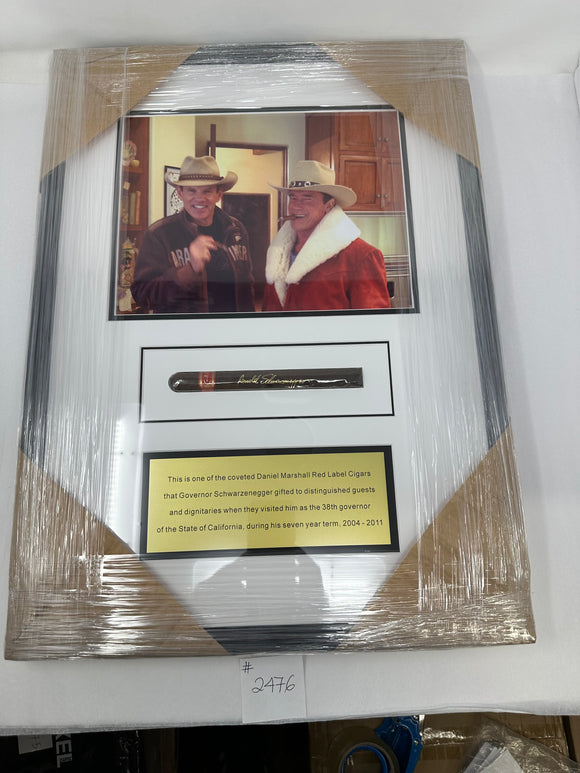 This is one of the coveted Daniel Marshall Red Label Cigars
that Governor Schwarzenegger gifted to distinguished guests
and dignitaries when they visited him as the 38th governor
of the State of California, during his seven year term, 2004 - 2011
#
2476
KEL